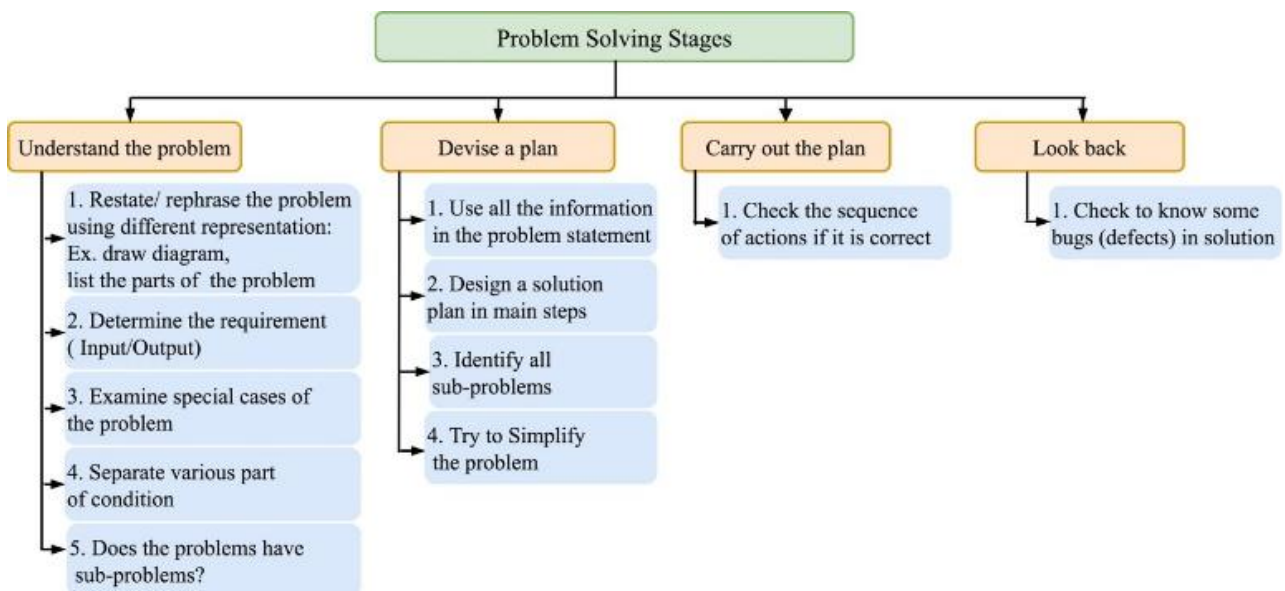 Problem Solving Stages
Understand the problem
1. Restate/ rephrase the problem
using different representation:
Ex. draw diagram,
list the parts of the problem
2. Determine the requirement
( Input/Output)
3. Examine special cases of
the problem
4. Separate various part
of condition
5. Does the problems have
sub-problems?
Devise a plan
1. Use all the information
in the problem statement
2. Design a solution
plan in main steps
3. Identify all
sub-problems
4. Try to Simplify
the problem
Carry out the plan
1. Check the sequence
of actions if it is correct
Look back
1. Check to know some
bugs (defects) in solution